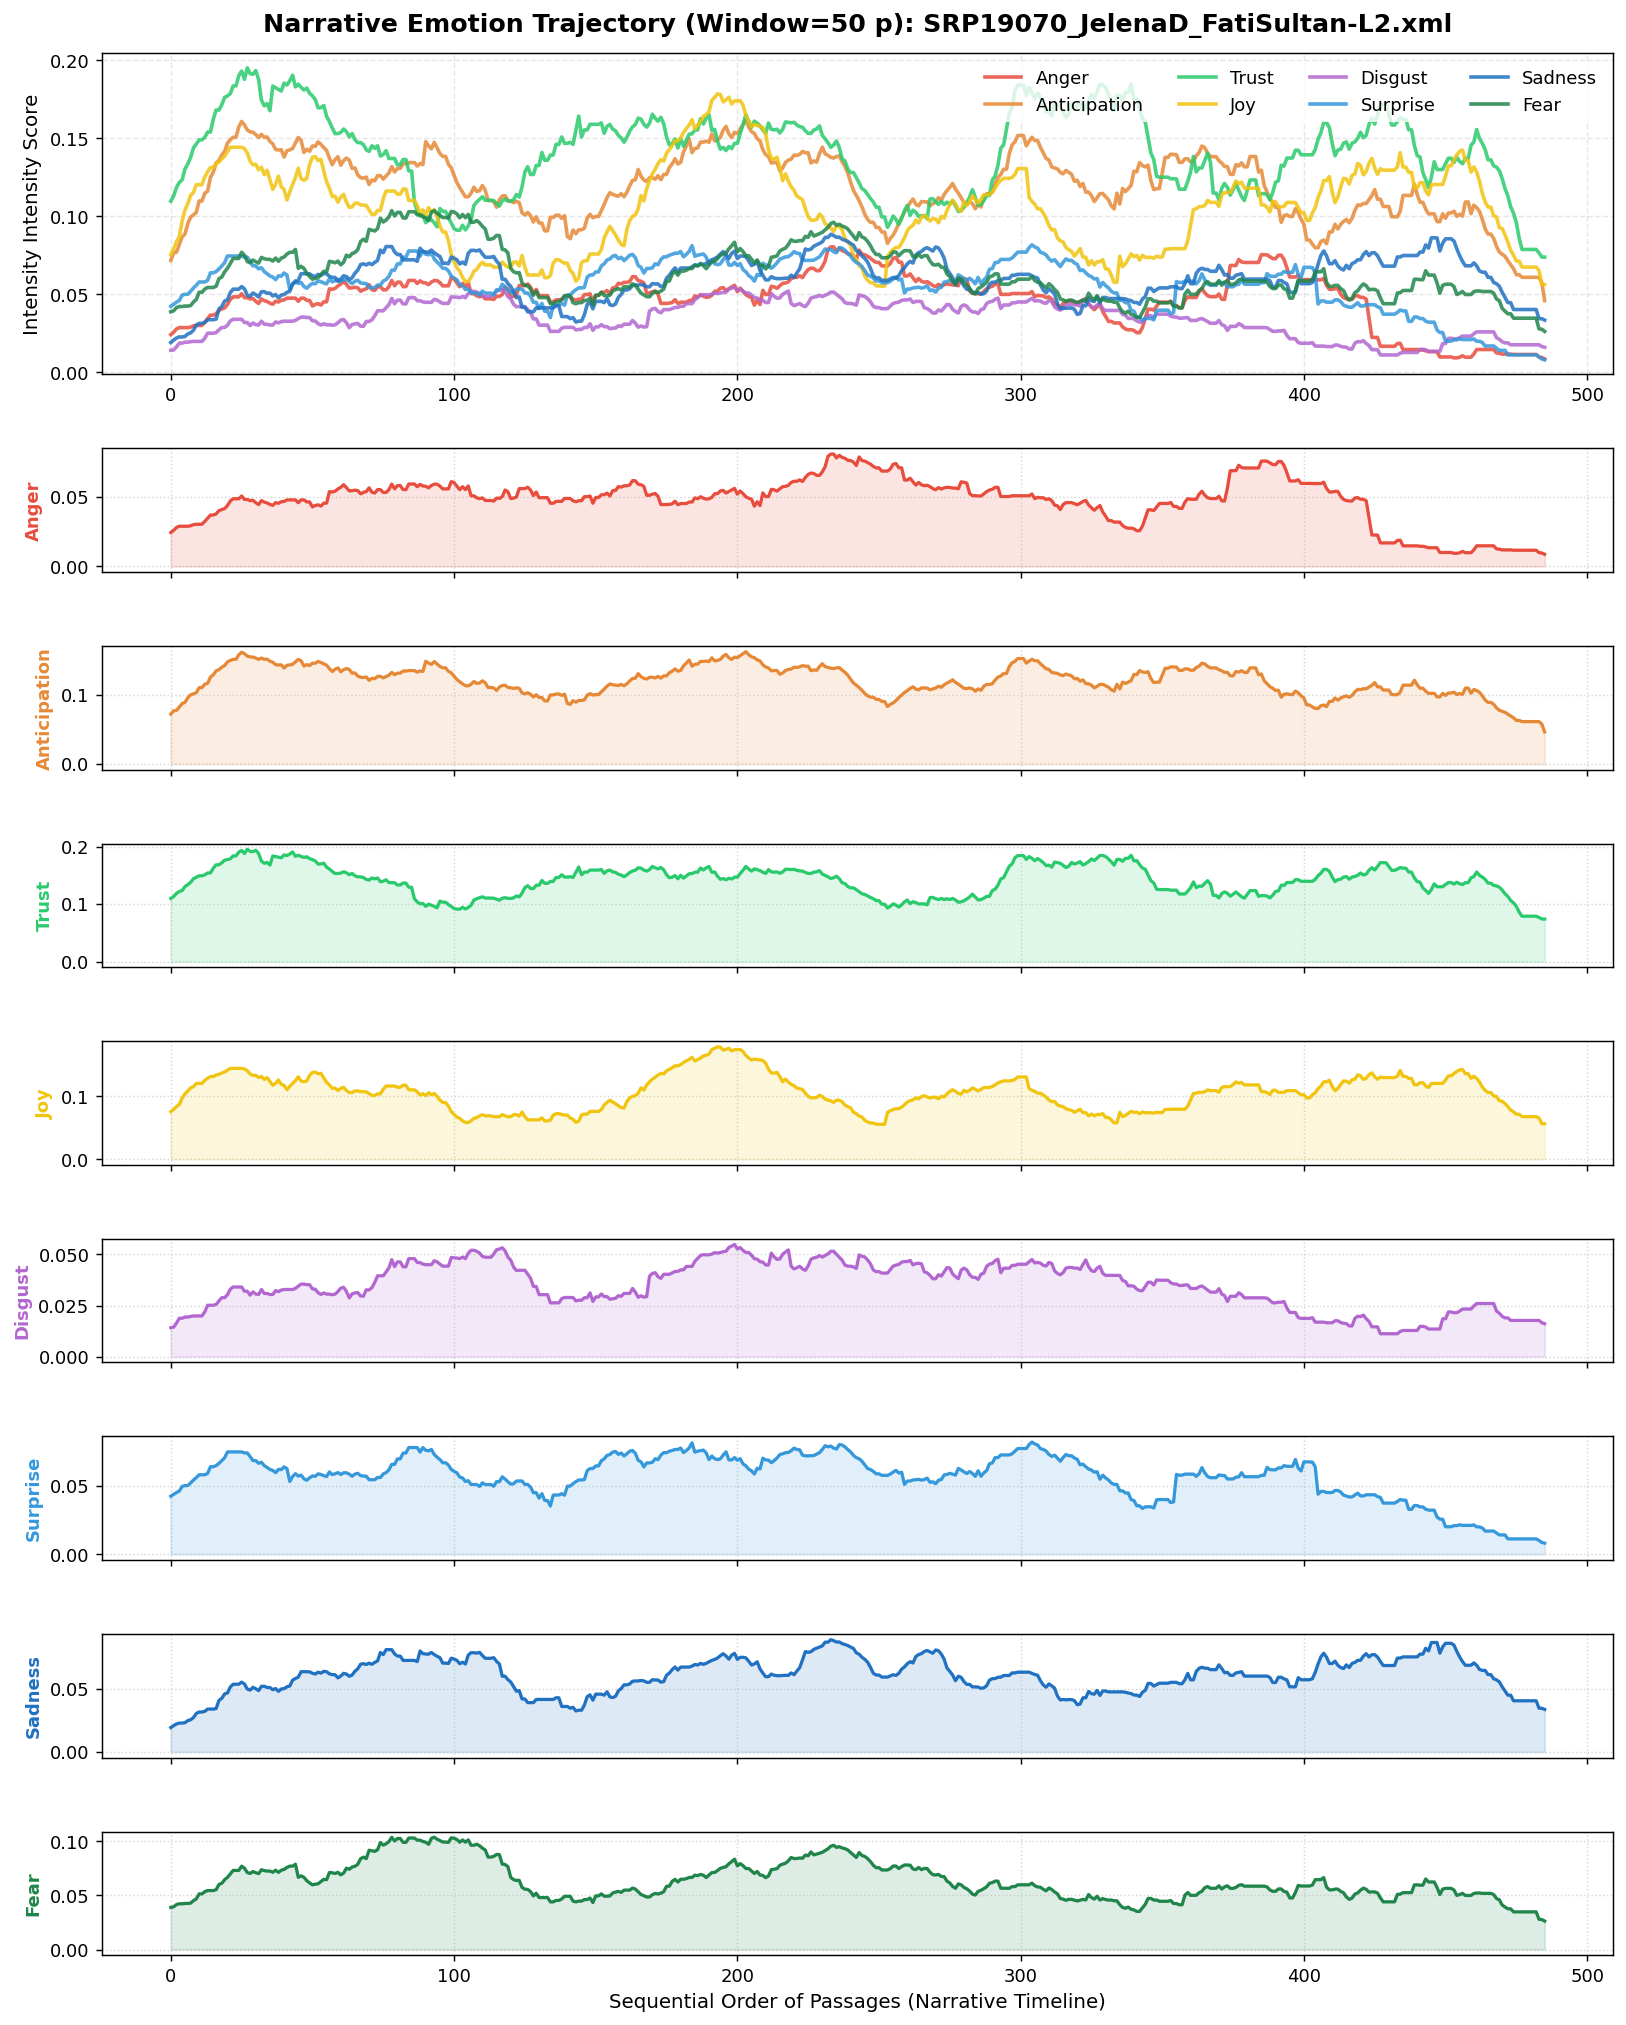 Narrative Emotion Trajectory (Window=50 p): SRP19070_JelenaD_FatiSultan-L2.xml
Intensity Intensity Score
0.20
0.15
0.10
0.05
0.00
Anger Trust Disgust Sadness
Anticipation Joy Surprise Fear
0 100 200 300 400 500
Anger
0.05
0.00
Anticipation
0.1
0.0
Trust
0.2
0.1
0.0
Joy
0.1
0.0
Disgust
0.050
0.025
0.000
Surprise
0.05
0.00
Sadness
0.05
0.00
Fear
0.10
0.05
0.00
0 100 200 300 400 500
Sequential Order of Passages (Narrative Timeline)